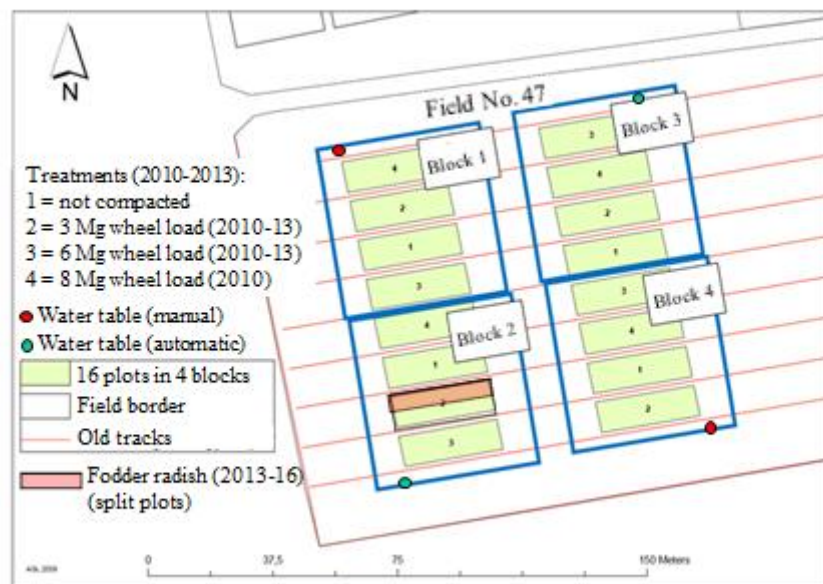 N
Field No. 47
Block 1
4
2
1
3
Block 3
3
4
2
1
Block 2
4
1
2
3
Block 4
3
4
1
2
Treatments (2010-2013):
1 = not compacted
2 = 3 Mg wheel load (2010-13)
3 = 6 Mg wheel load (2010-13)
4 = 8 Mg wheel load (2010)
Water table (manual)
Water table (automatic)
16 plots in 4 blocks
Field border
Old tracks
Fodder radish (2013-16)
(split plots)
0 37,5 75 150 Meters